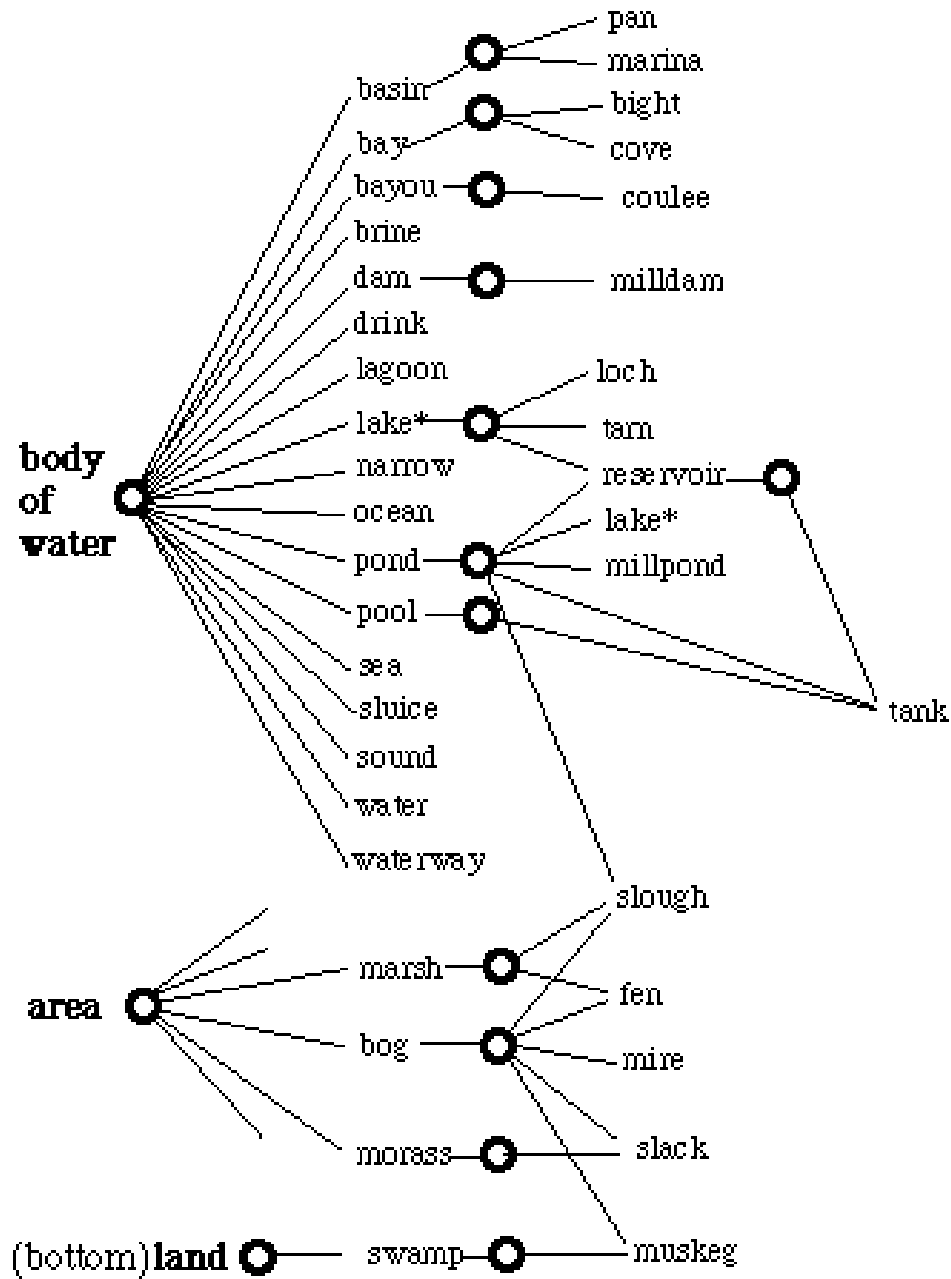 pan
marina
basin
bight
bay
cove
bayou
coulee
brine
dam
milldam
drink
lagoon
loch
lake*
tarn
body
of
water
narrow
reservoir
ocean
lake*
pond
millpond
pool
sea
sluice
tank
sound
water
waterway
slough
marsh
fen
area
bog
mire
morass
slack
(bottom)land
swamp
muskeg